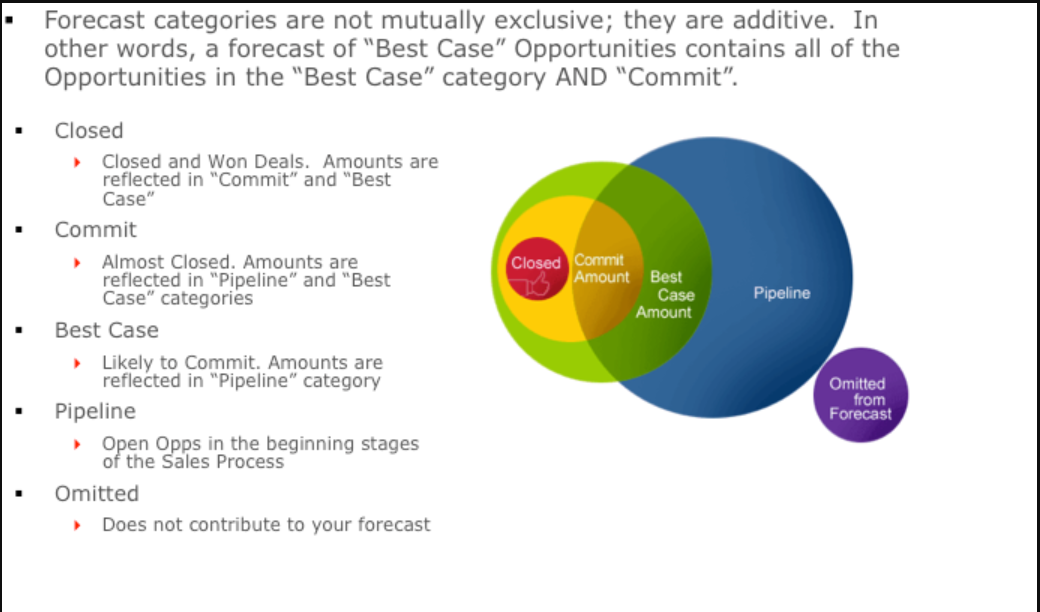 Forecast categories are not mutually exclusive; they are additive.  In
other words, a forecast of “Best Case” Opportunities contains all of the
Opportunities in the “Best Case” category AND “Commit”.
Closed
Closed and Won Deals.  Amounts are
reflected in “Commit” and “Best
Case”
Commit
Almost Closed. Amounts are
reflected in “Pipeline” and “Best
Case” categories
Best Case
Likely to Commit. Amounts are
reflected in “Pipeline” category
Pipeline
Open Opps in the beginning stages
of the Sales Process
Omitted
Does not contribute to your forecast
Closed
Commit
Amount
Best
Case
Amount
Pipeline
Omitted
from
Forecast